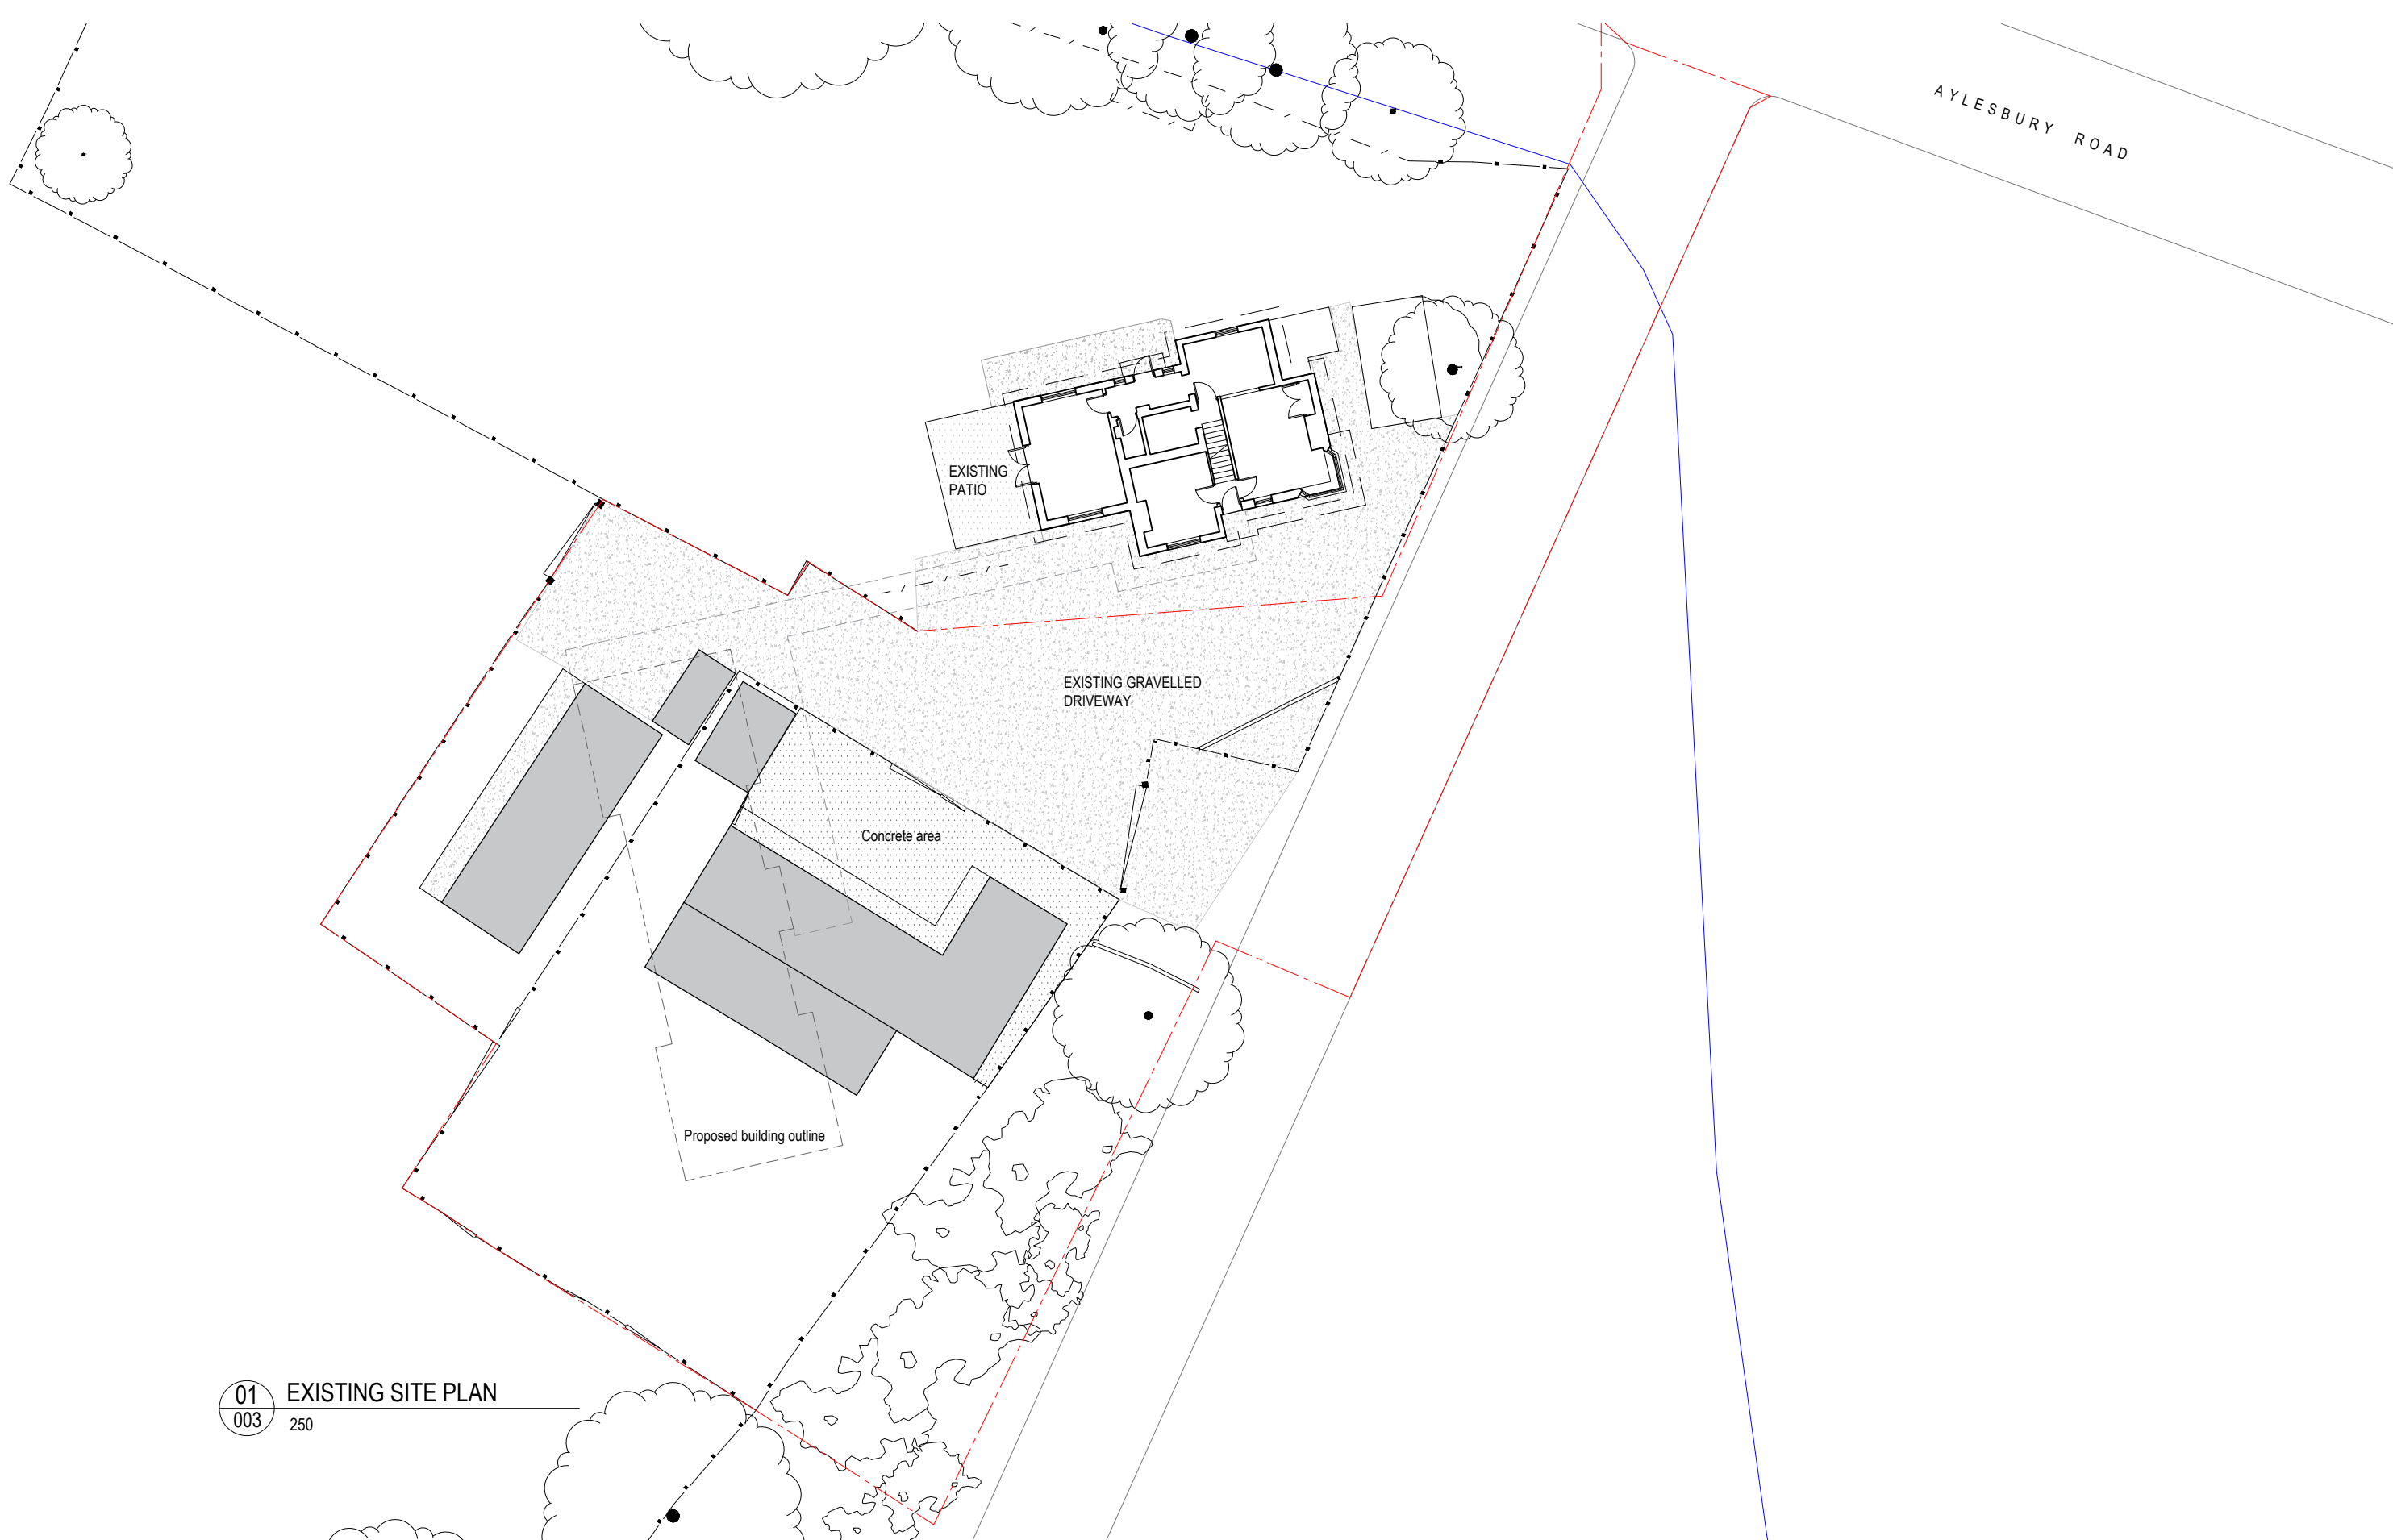 AYLESBURY ROAD
EXISTING
PATIO
EXISTING GRAVELLED
DRIVEWAY
Concrete area
Proposed building outline
01
003
EXISTING SITE PLAN
250